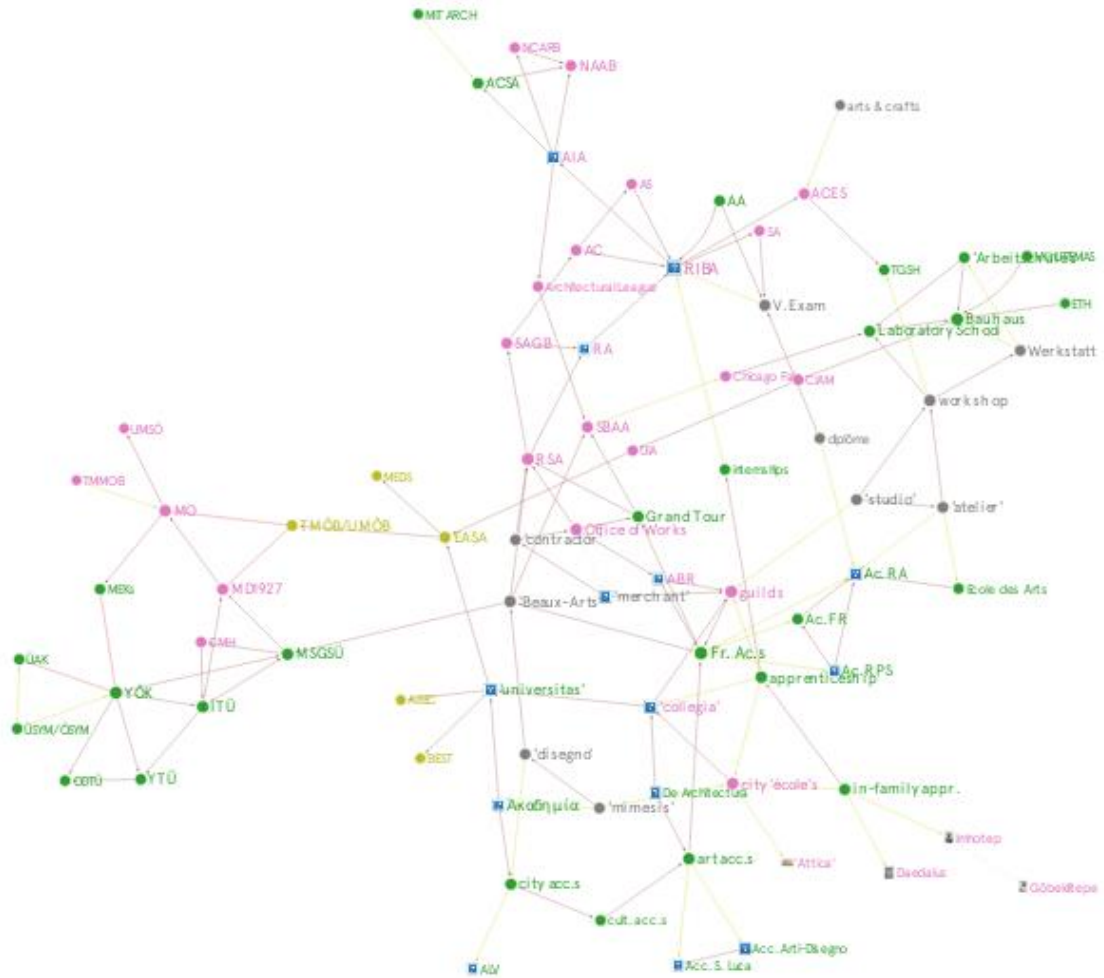 MIT ARCH
NCARB
NAAB
ACSA
arts & crafts
AIA
AS
ACES
AA
SA
AC
RIBA
TGSH
'Arbeitschules'
ETH
Architectural League
V. Exam
Bauhaus
Laboratory School
SAGB
RA
Werkstatt
CIAM
workshop
UMSÖ
SBAA
diplôme
RSA
internships
TMMOB
MEDS
'studio'
'atelier'
MO
Grand Tour
TMÖB/UMÖB
EASA
Office of Works
'contractor'
Ac. RA
ABR
MEKs
MD1927
'merchant'
guilds
Ecole des Arts
'Beaux-Arts'
Ac. FR
GMH
MSGSÜ
Fr. Ac.s
ÜAK
Ac. RPS
apprenticeship
YÖK
'universitas'
İTÜ
'collegia'
ÜSYM/ÖSYM
'disegno'
BEST
ODTÜ
YTÜ
city 'école's
in-family appr.
De Architectura
Ακαδημία
'mimesis'
Imhotep
art acc.s
'Attica'
Daedalus
city acc.s
Göbeklitepe
cult. acc.s
Acc. Arti-Disegno
ALV
Acc. S. Luca